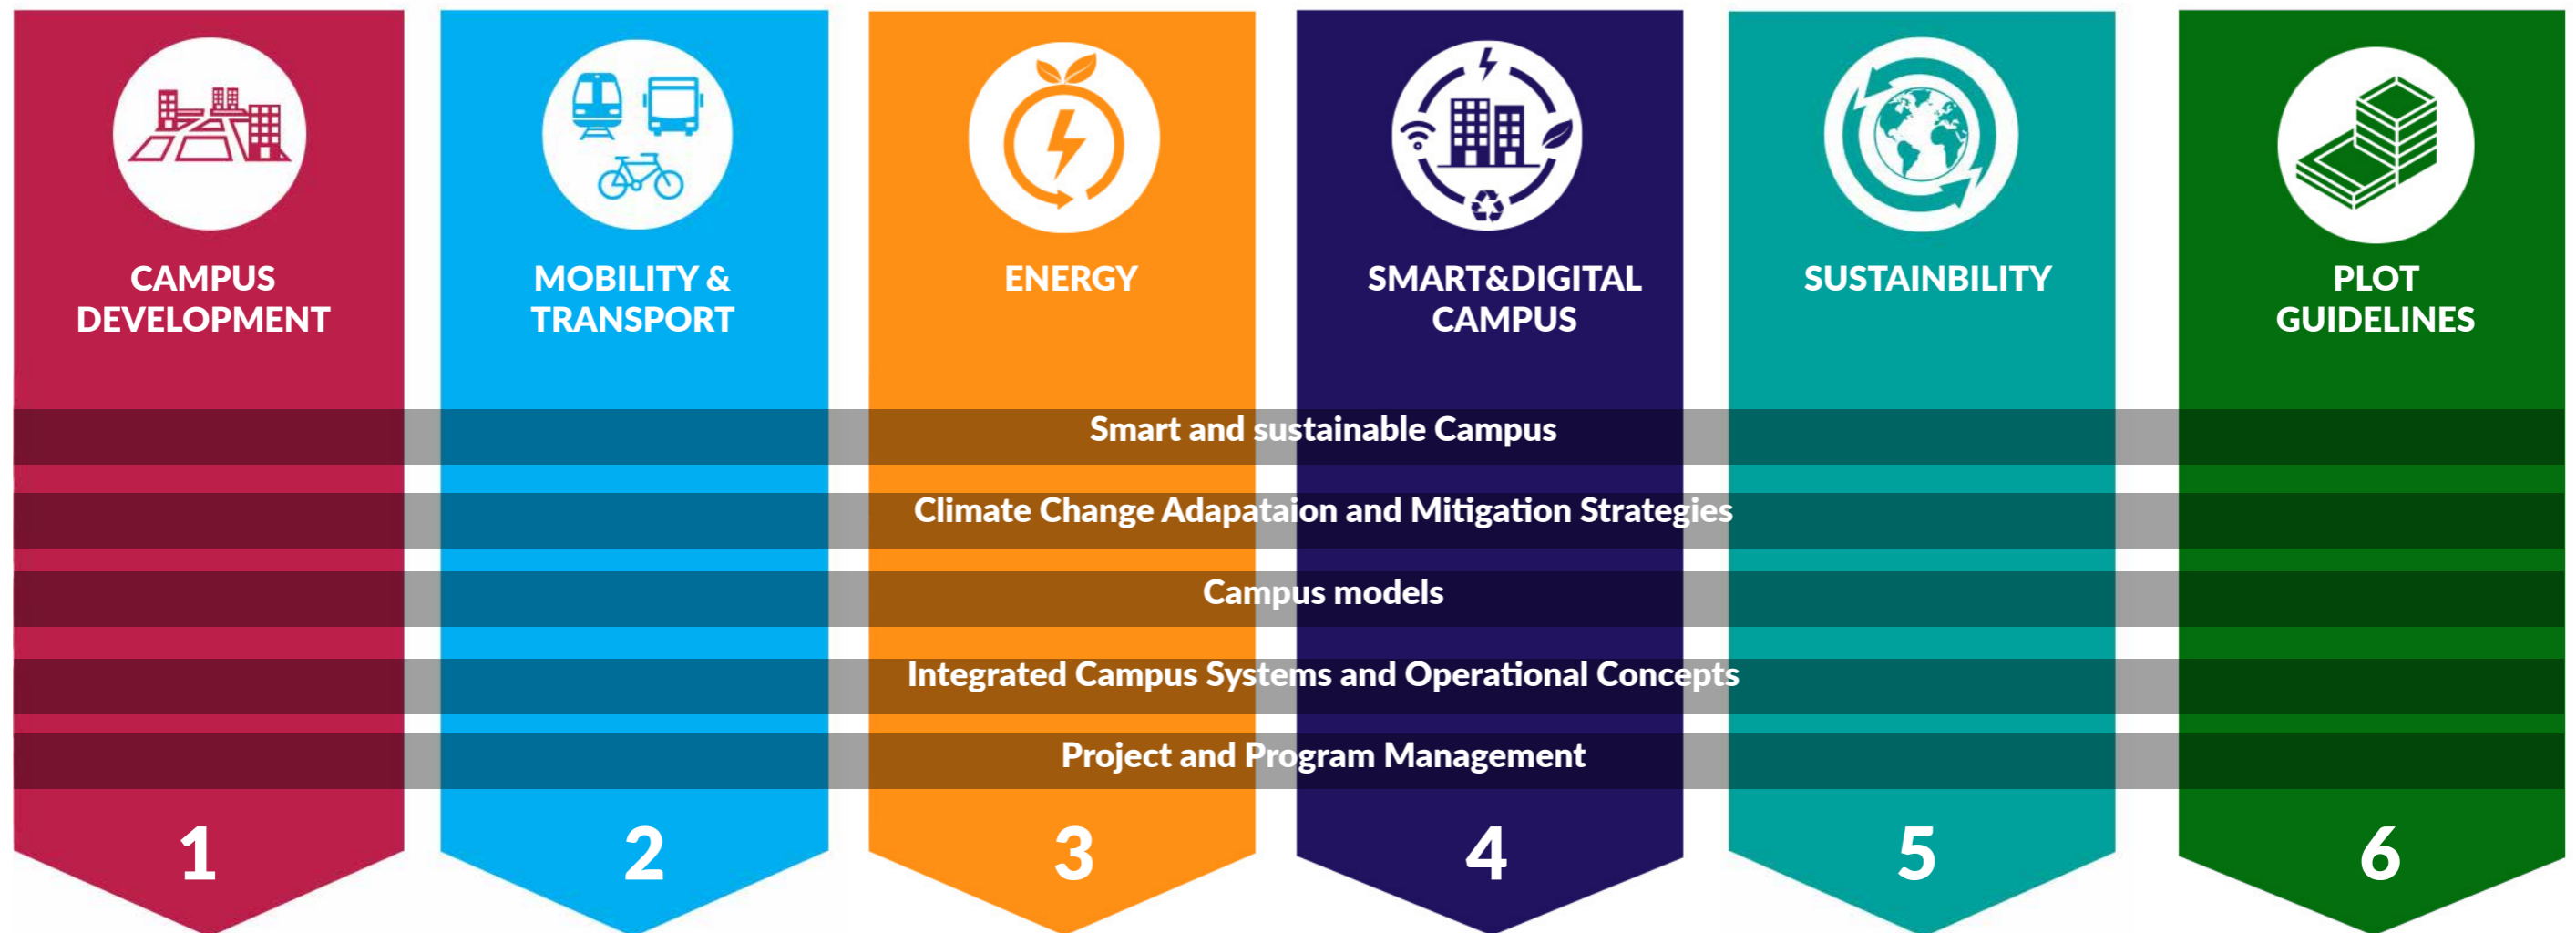 CAMPUS
DEVELOPMENT
MOBILITY &
TRANSPORT
ENERGY
SMART&DIGITAL
CAMPUS
SUSTAINBILITY
PLOT
GUIDELINES
Smart and sustainable Campus
Climate Change Adapataion and Mitigation Strategies
Campus models
Integrated Campus Systems and Operational Concepts
Project and Program Management
1
2
3
4
5
6